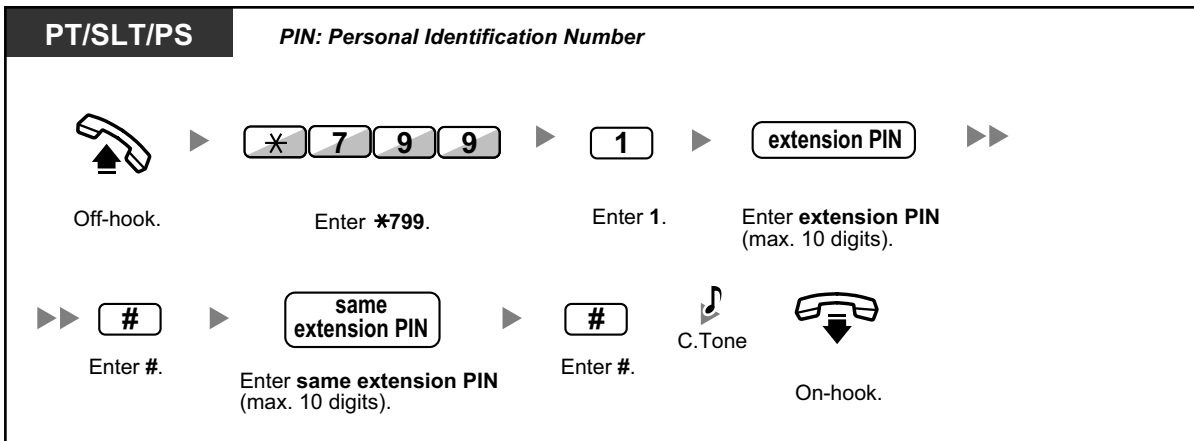 PT/SLT/PS
PIN: Personal Identification Number
* 7 9 9
1
extension PIN
Off-hook.
Enter *799.
Enter 1.
Enter extension PIN
(max. 10 digits).
#
same
extension PIN
#
C.Tone
Enter #.
Enter same extension PIN
(max. 10 digits).
Enter #.
On-hook.